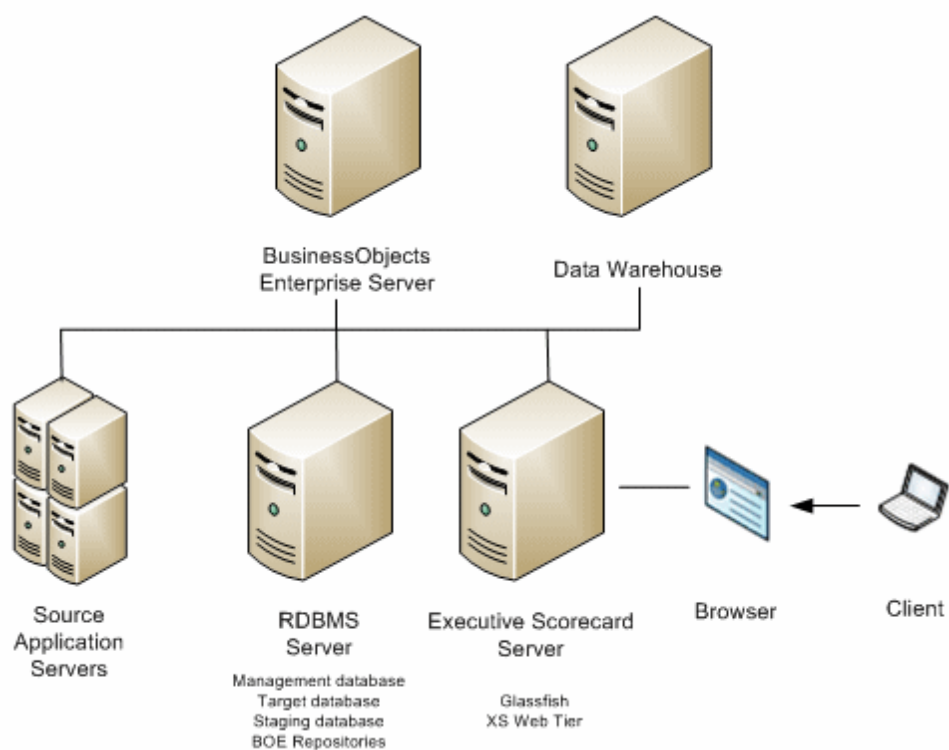 BusinessObjects
Enterprise Server
Data Warehouse
Source
Application
Servers
RDBMS
Server
Management database
Target database
Staging database
BOE Repositories
Executive Scorecard
Server
Glassfish
XS Web Tier
Browser
Client